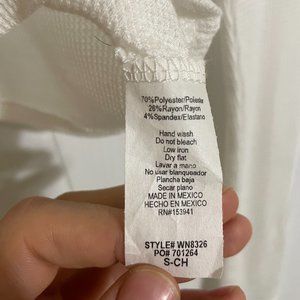 70%Polyester/Poliester
26%Rayon/Rayon
4%Spandex/Elastano
Hand wash
Do not bleach
Low iron
Dry flat
Lavar a mano
No usar blanqueador
Plancha baja
Secar plano
MADE IN MEXICO
HECHO EN MEXICO
RN#153941
STYLE# WN8326
PO# 701264
S-CH